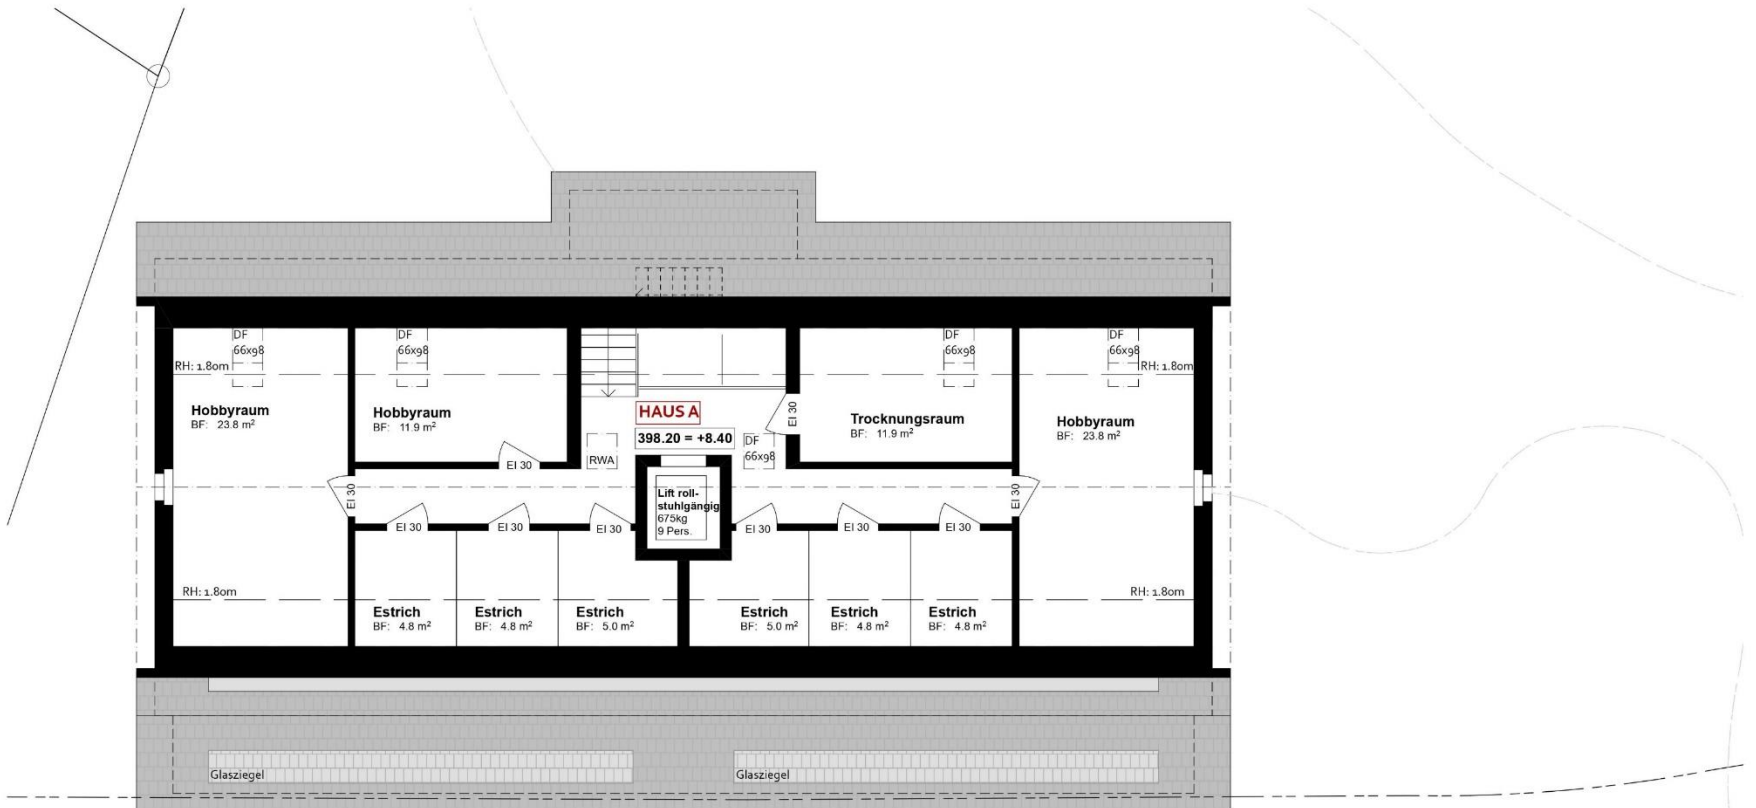 DF
66x98
DF
66x98
DF
66x98
DF
66x98
RH: 1.80m
RH: 1.80m
Hobbyraum
BF: 23.8 m²
Hobbyraum
BF: 11.9 m²
HAUS A
398.20 = +8.40
EI 30
Trocknungsraum
BF: 11.9 m²
Hobbyraum
BF: 23.8 m²
RWA
DF
66x98
EI 30
EI 30
EI 30
Lift roll-
stuhlgängig
675kg
9 Pers.
EI 30
EI 30
EI 30
EI 30
EI 30
EI 30
RH: 1.80m
RH: 1.80m
Estrich
BF: 4.8 m²
Estrich
BF: 4.8 m²
Estrich
BF: 5.0 m²
Estrich
BF: 5.0 m²
Estrich
BF: 4.8 m²
Estrich
BF: 4.8 m²
Glasziegel
Glasziegel